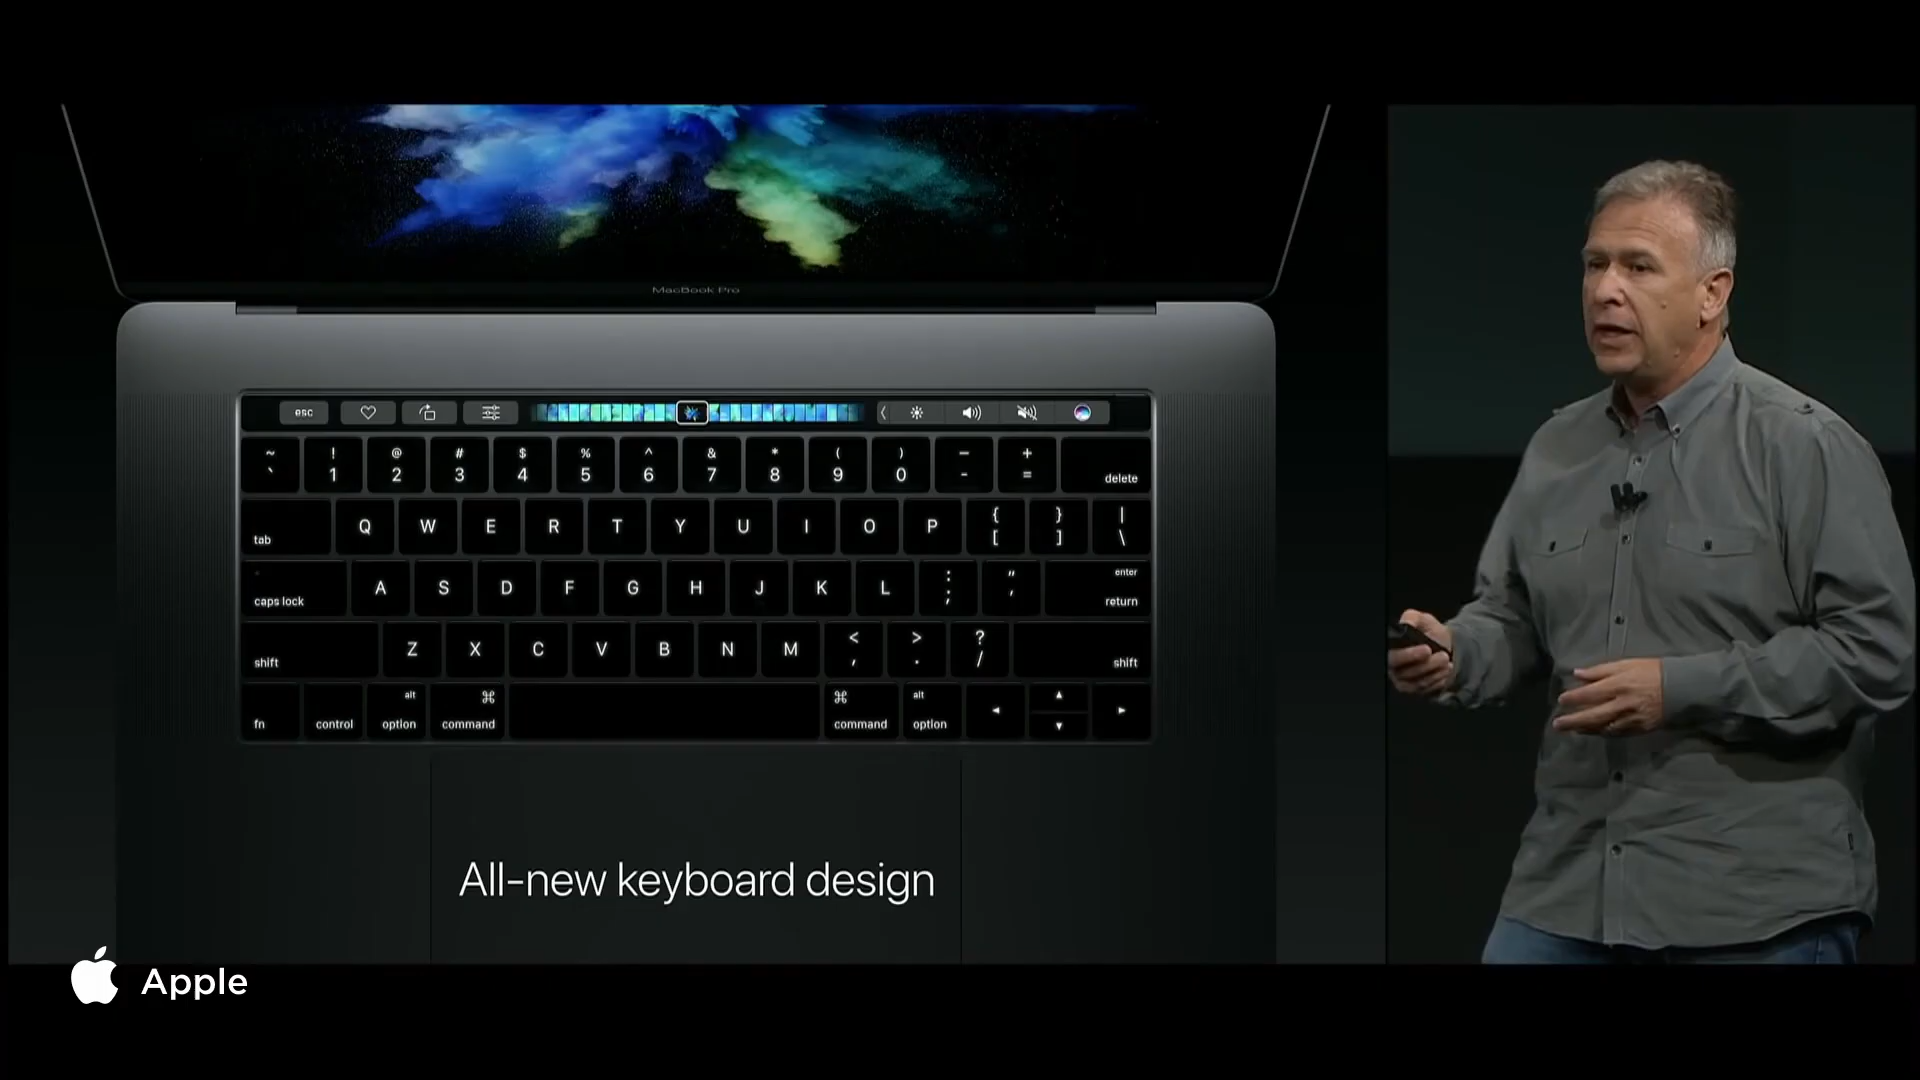 MacBook Pro
esc
~ ! @ # $ % ^ & * ( ) — +
` 1 2 3 4 5 6 7 8 9 0 - = delete
tab Q W E R T Y U I O P { [ } ] | \
caps lock A S D F G H J K L : ; " ' enter return
shift Z X C V B N M < , > . ? / shift
alt ⌘ ⌘ alt
fn control option command command option
All-new keyboard design
Apple